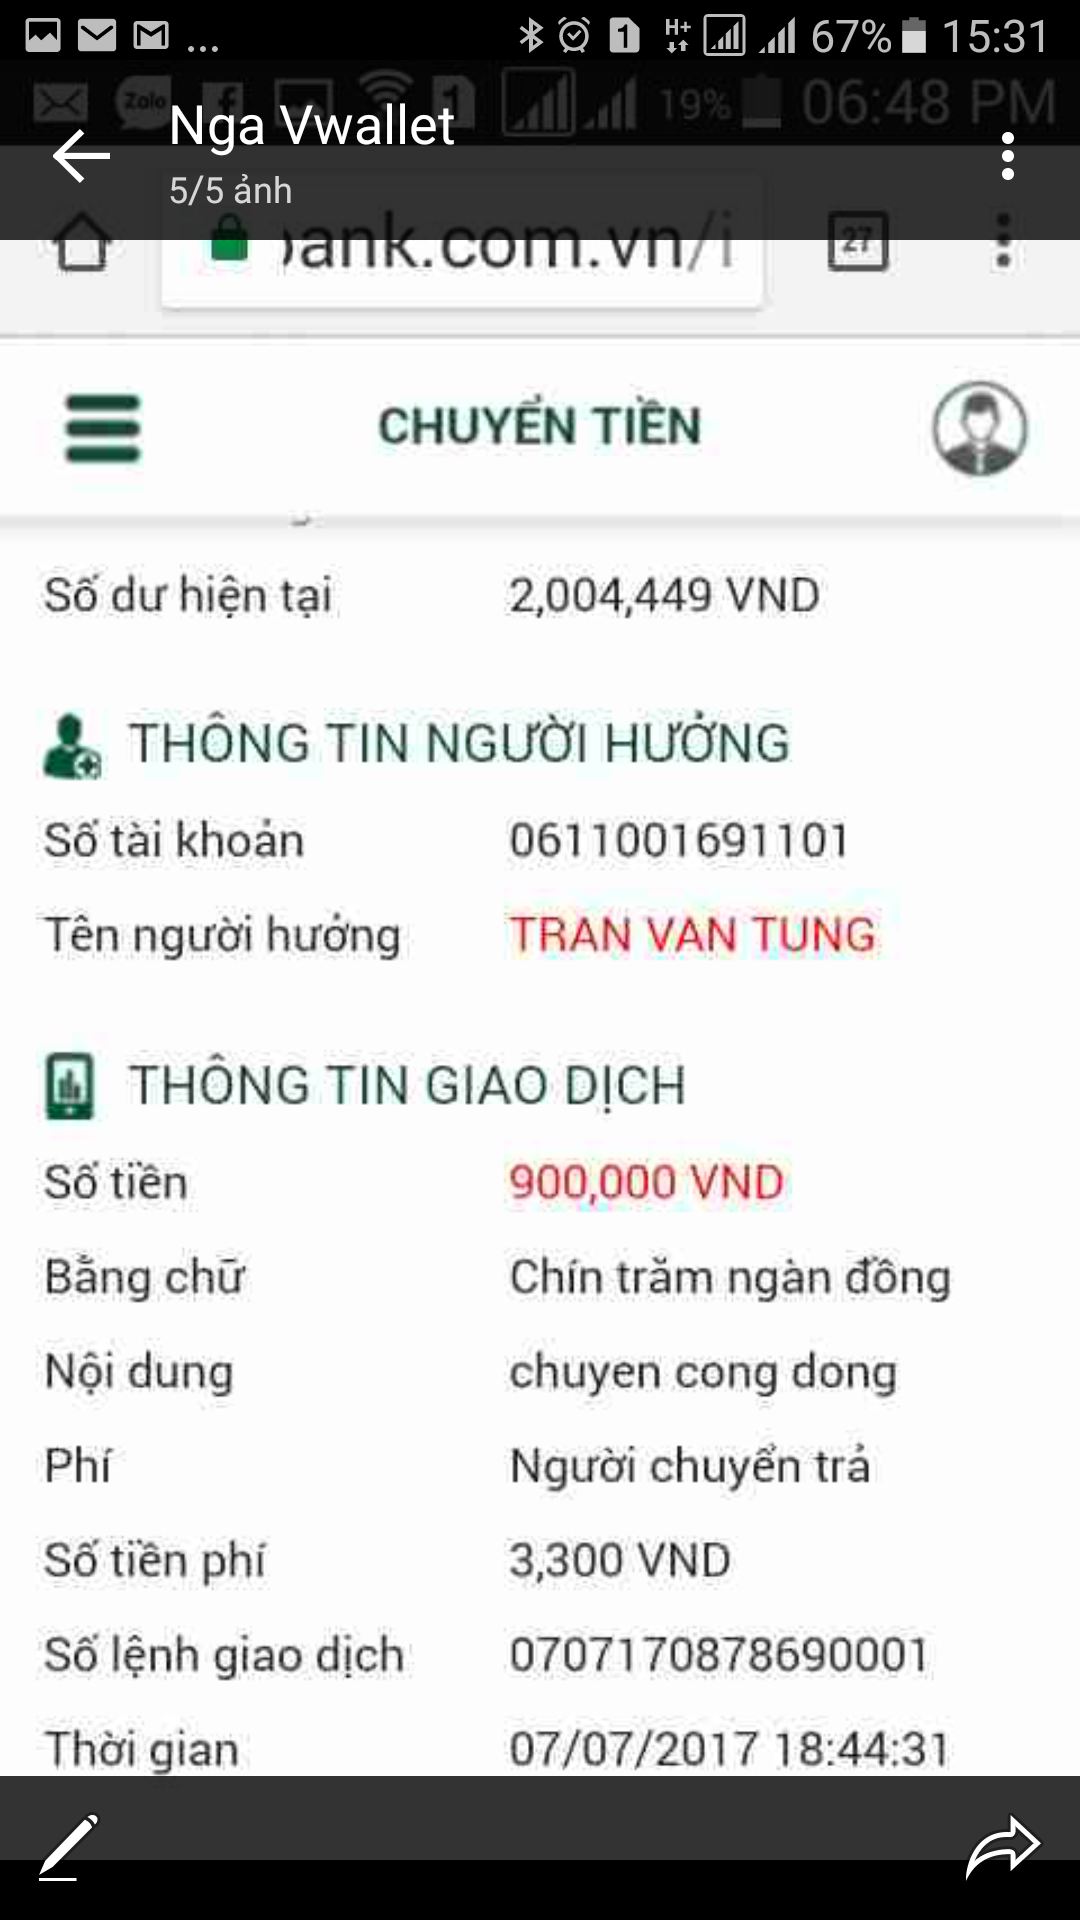 ... 67% 15:31
Zalo 19% 06:48 PM
Nga Vwallet
5/5 ảnh
bank.com.vn/i 27
CHUYỂN TIỀN
Số dư hiện tại 2,004,449 VND
THÔNG TIN NGƯỜI HƯỞNG
Số tài khoản 0611001691101
Tên người hưởng TRAN VAN TUNG
THÔNG TIN GIAO DỊCH
Số tiền 900,000 VND
Bằng chữ Chín trăm ngàn đồng
Nội dung chuyen cong dong
Phí Người chuyển trả
Số tiền phí 3,300 VND
Số lệnh giao dịch 0707170878690001
Thời gian 07/07/2017 18:44:31